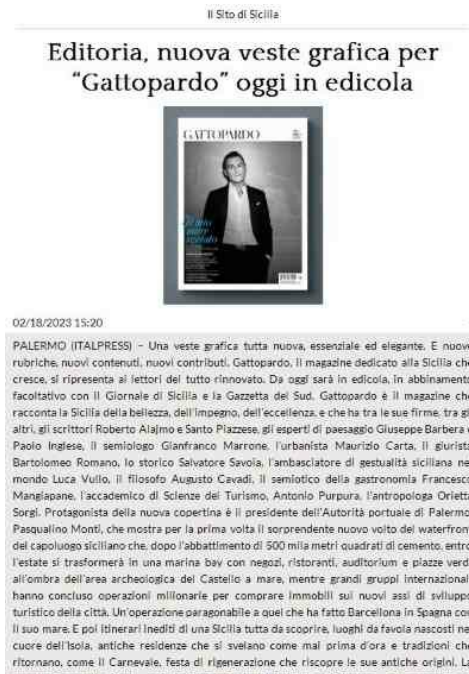 Il Sito di Sicilia
Editoria, nuova veste grafica per
“Gattopardo” oggi in edicola
GATTOPARDO
Il mio
mare
02/18/2023 15:20
PALERMO (ITALPRESS) – Una veste grafica tutta nuova, essenziale ed elegante. E nuove
rubriche, nuovi contenuti, nuovi contributi. Gattopardo, il magazine dedicato alla Sicilia che
cresce, si ripresenta ai lettori del tutto rinnovato. Da oggi sarà in edicola, in abbinamento
facoltativo con il Giornale di Sicilia e la Gazzetta del Sud. Gattopardo è il magazine che
racconta la Sicilia della bellezza, dell'impegno, dell'eccellenza, e che ha tra le sue firme, tra gli
altri, gli scrittori Roberto Alajmo e Santo Piazzese, gli esperti di paesaggio Giuseppe Barbera e
Paolo Inglese, il semiologo Gianfranco Marrone, l'urbanista Maurizio Carta, il giurista
Bartolomeo Romano, lo storico Salvatore Savoia, l'ambasciatore di gestualità siciliana nel
mondo Luca Vullo, il filosofo Augusto Cavadi, il semiotico della gastronomia Francesco
Mangiapane, l'accademico di Scienze del Turismo, Antonio Purpura, l'antropologa Orietta
Sorgi. Protagonista della nuova copertina è il presidente dell'Autorità portuale di Palermo
Pasqualino Monti, che mostra per la prima volta il sorprendente nuovo volto del waterfront
del capoluogo siciliano che, dopo l'abbattimento di 500 mila metri quadrati di cemento, entro
l'estate si trasformerà in una marina bay con negozi, ristoranti, auditorium e piazze verdi
all'ombra dell'area archeologica del Castello a mare, mentre grandi gruppi internazionali
hanno concluso operazioni milionarie per comprare immobili sui nuovi assi di sviluppo
turistico della città. Un'operazione paragonabile a quel che ha fatto Barcellona in Spagna con
il suo mare. E poi itinerari inediti di una Sicilia tutta da scoprire, luoghi da favola nascosti nel
cuore dell'Isola, antiche residenze che si svelano come mai prima d'ora e tradizioni che
ritornano, come il Carnevale, festa di rigenerazione che riscopre le sue antiche origini. La